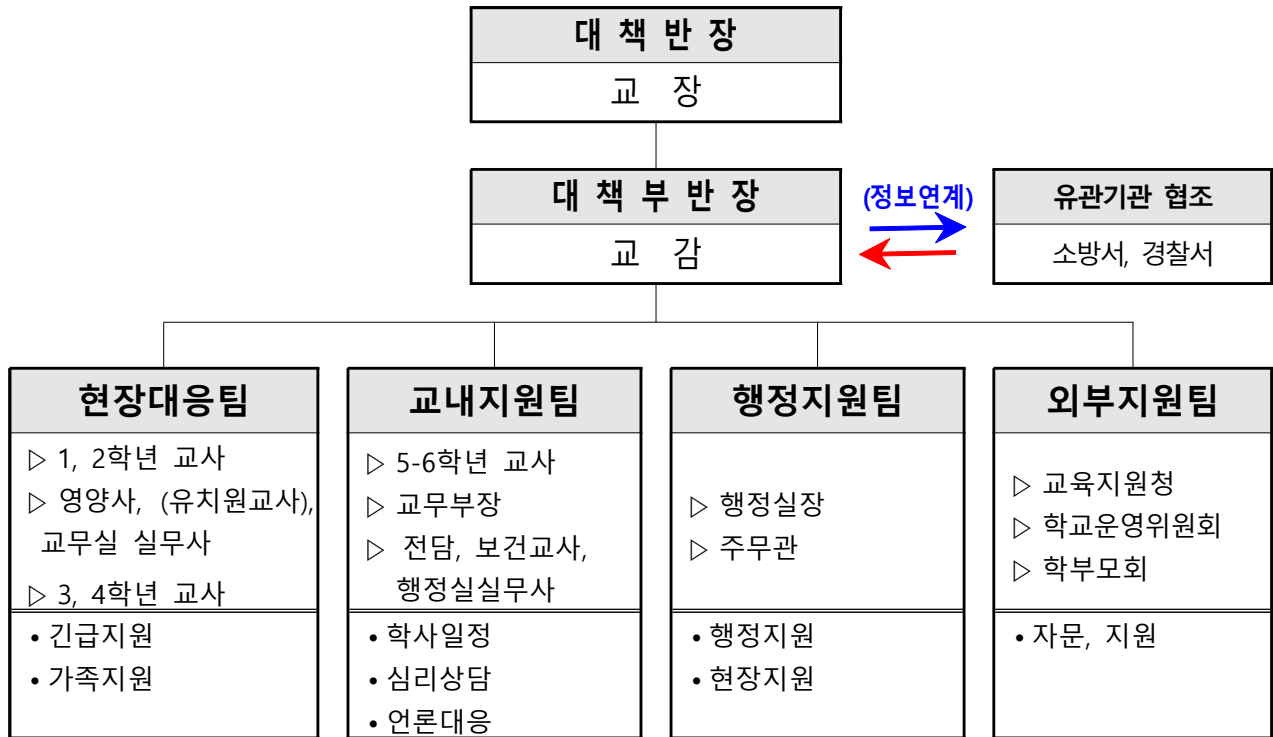 대 책 반 장
교 장
대 책 부 반 장
교 감
(정보연계)
유관기관 협조
소방서, 경찰서
현장대응팀
▷ 1, 2학년 교사
▷ 영양사, (유치원교사),
교무실 실무사
▷ 3, 4학년 교사
• 긴급지원
• 가족지원
교내지원팀
▷ 5-6학년 교사
▷ 교무부장
▷ 전담, 보건교사,
행정실실무사
• 학사일정
• 심리상담
• 언론대응
행정지원팀
▷ 행정실장
▷ 주무관
• 행정지원
• 현장지원
외부지원팀
▷ 교육지원청
▷ 학교운영위원회
▷ 학부모회
• 자문, 지원